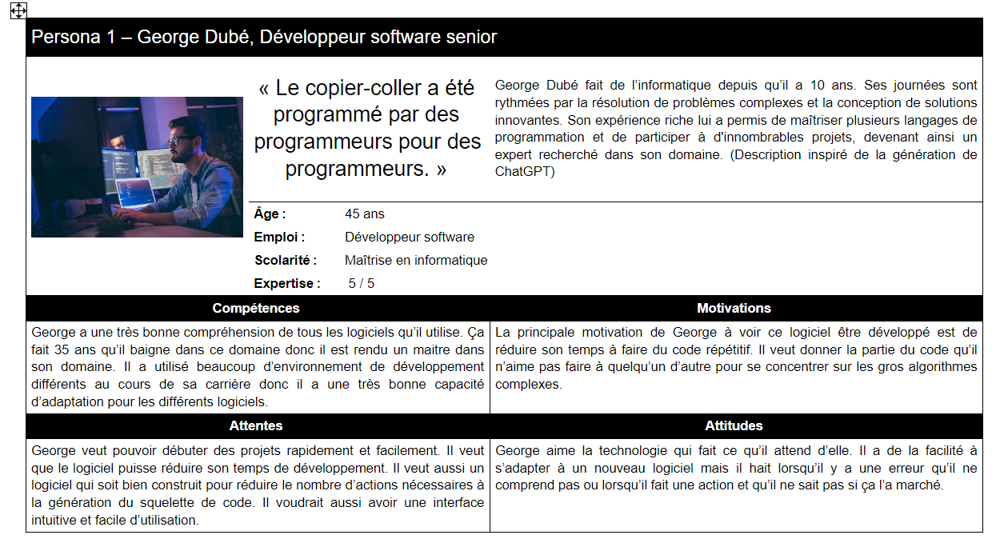 Persona 1 – George Dubé, Développeur software senior
« Le copier-coller a été
programmé par des
programmeurs pour des
programmeurs. »
George Dubé fait de l’informatique depuis qu’il a 10 ans. Ses journées sont
rythmées par la résolution de problèmes complexes et la conception de solutions
innovantes. Son expérience riche lui a permis de maîtriser plusieurs langages de
programmation et de participer à d'innombrables projets, devenant ainsi un
expert recherché dans son domaine. (Description inspiré de la génération de
ChatGPT)
Âge : 45 ans
Emploi : Développeur software
Scolarité : Maîtrise en informatique
Expertise : 5 / 5
Compétences
George a une très bonne compréhension de tous les logiciels qu’il utilise. Ça
fait 35 ans qu’il baigne dans ce domaine donc il est rendu un maitre dans
son domaine. Il a utilisé beaucoup d’environnement de développement
différents au cours de sa carrière donc il a une très bonne capacité
d’adaptation pour les différents logiciels.
Motivations
La principale motivation de George à voir ce logiciel être développé est de
réduire son temps à faire du code répétitif. Il veut donner la partie du code qu’il
n’aime pas faire à quelqu’un d’autre pour se concentrer sur les gros algorithmes
complexes.
Attentes
George veut pouvoir débuter des projets rapidement et facilement. Il veut
que le logiciel puisse réduire son temps de développement. Il veut aussi un
logiciel qui soit bien construit pour réduire le nombre d’actions nécessaires à
la génération du squelette de code. Il voudrait aussi avoir une interface
intuitive et facile d’utilisation.
Attitudes
George aime la technologie qui fait ce qu’il attend d’elle. Il a de la facilité à
s’adapter à un nouveau logiciel mais il hait lorsqu’il y a une erreur qu’il ne
comprend pas ou lorsqu’il fait une action et qu’il ne sait pas si ça l’a marché.